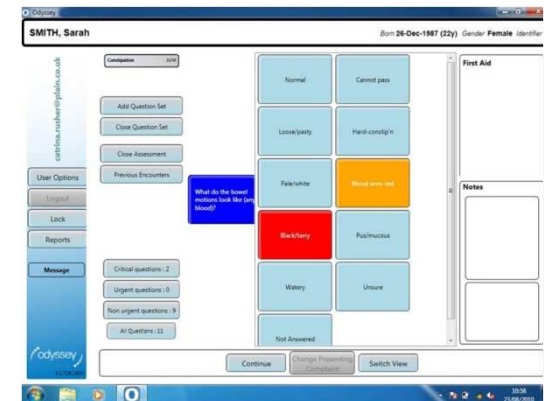 Odyssey
SMITH, Sarah
Born 26-Dec-1987 (22y) Gender Female Identifier
catrina.rusher@plain.co.uk
User Options
Logout
Lock
Reports
Message
Odyssey
Constipation
Add Question Set
Close Question Set
Close Assessment
Previous Encounters
What do the bowel
motions look like (any
blood)?
Critical questions : 2
Urgent questions : 0
Non urgent questions : 9
All Questions : 11
Normal
Cannot pass
Loose/pasty
Hard-constip'n
Pale/white
Blood seen-red
Black/tarry
Pus/mucous
Watery
Unsure
Not Answered
First Aid
Notes
Continue
Change Presenting
Complaint
Switch View
10:58
23/08/2010